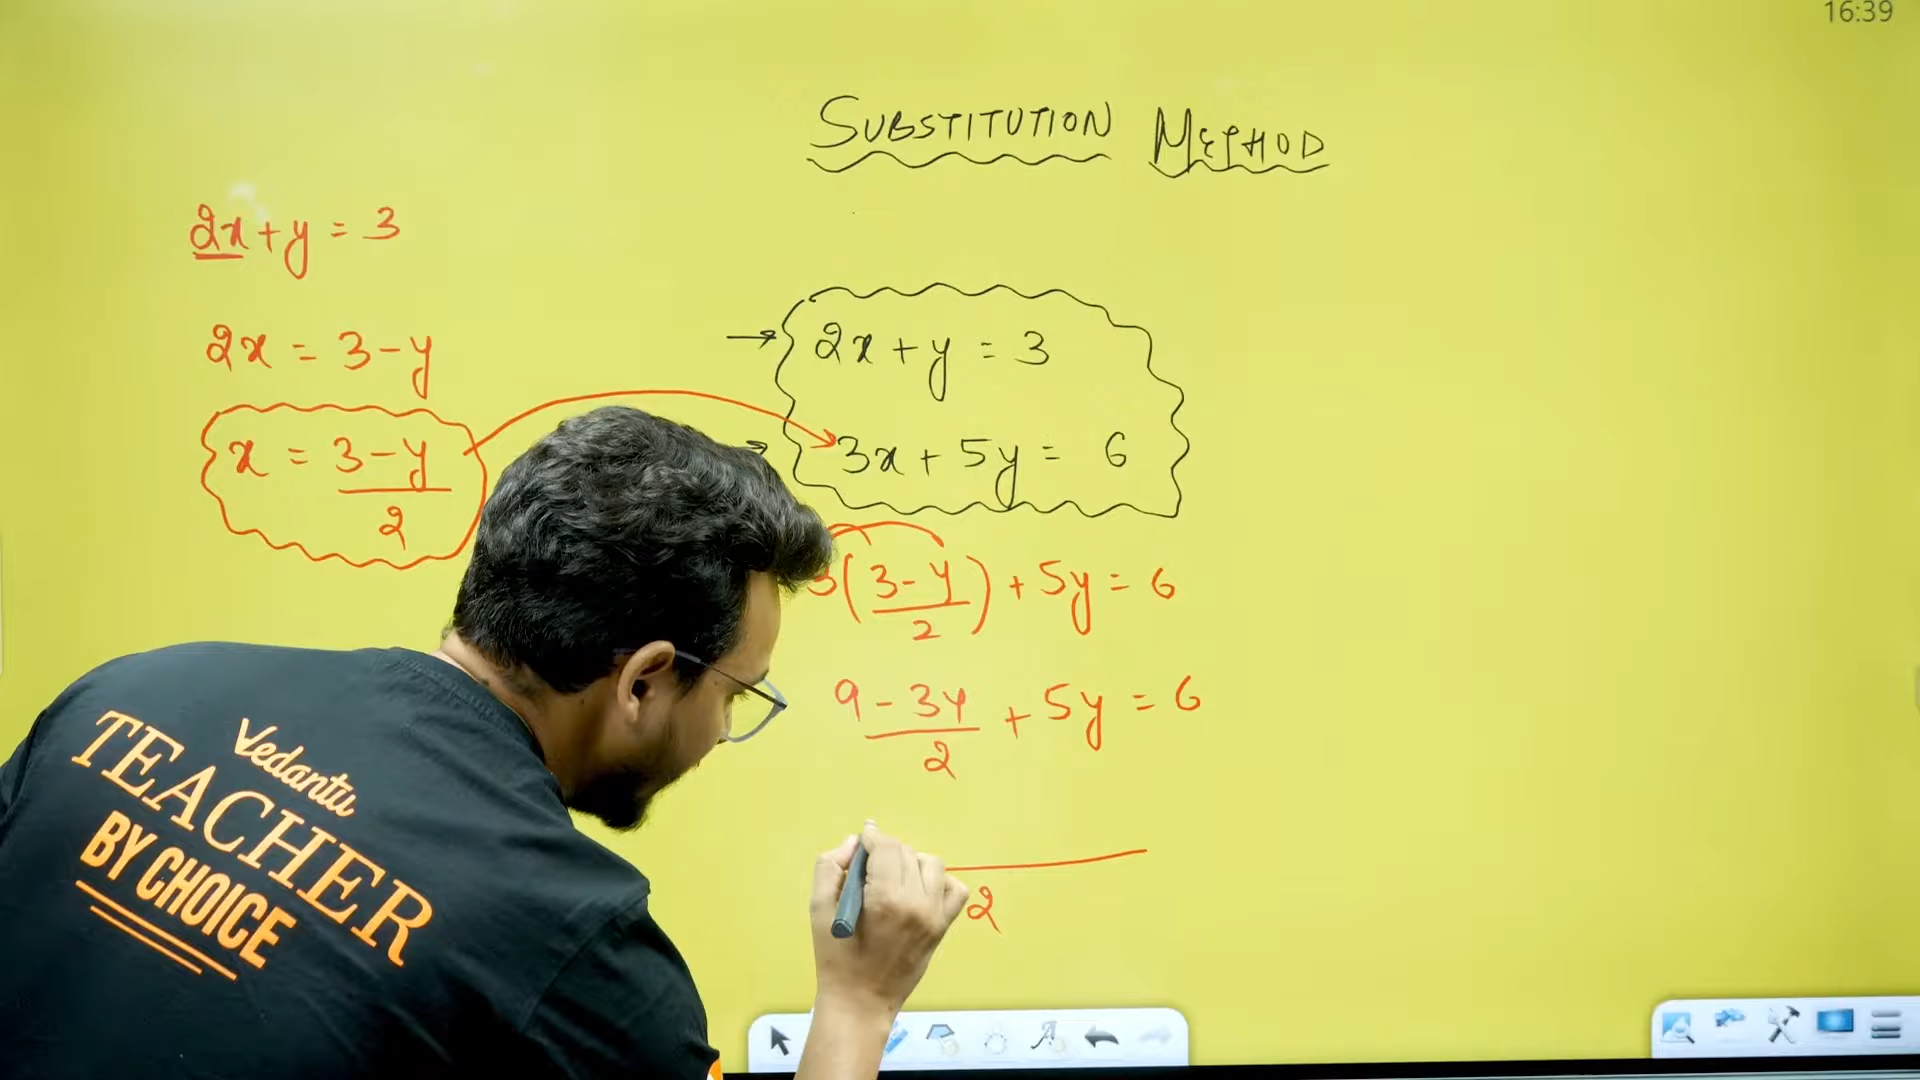 16:39
SUBSTITUTION METHOD
2x + y = 3
2x = 3 - y
x = 3 - y / 2
→ 2x + y = 3
→ 3x + 5y = 6
3(3 - y / 2) + 5y = 6
9 - 3y / 2 + 5y = 6
2
Vedantu
TEACHER
BY CHOICE